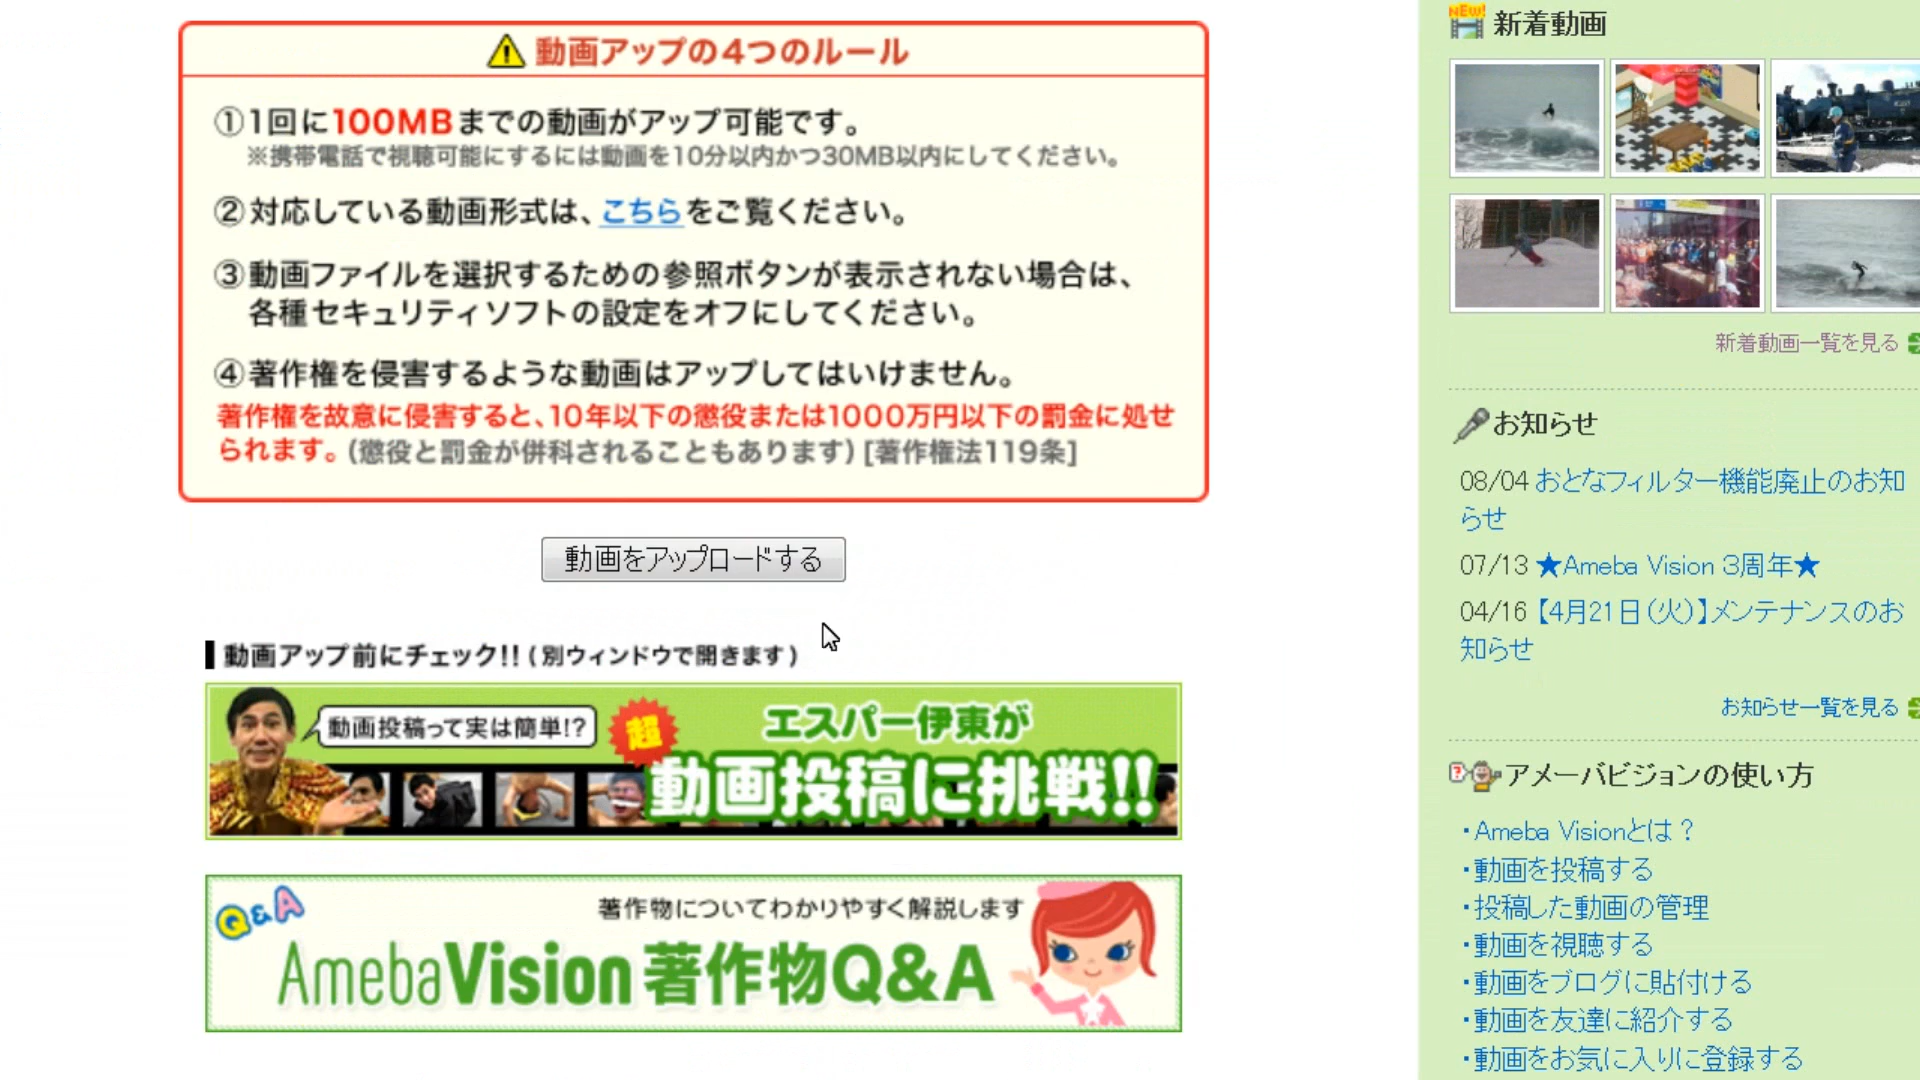 動画アップの4つのルール
①1回に100MBまでの動画がアップ可能です。
※携帯電話で視聴可能にするには動画を10分以内かつ30MB以内にしてください。
②対応している動画形式は、こちらをご覧ください。
③動画ファイルを選択するための参照ボタンが表示されない場合は、
各種セキュリティソフトの設定をオフにしてください。
④著作権を侵害するような動画はアップしてはいけません。
著作権を故意に侵害すると、10年以下の懲役または1000万円以下の罰金に処せ
られます。(懲役と罰金が併科されることもあります)[著作権法119条]
動画をアップロードする
動画アップ前にチェック!!(別ウィンドウで開きます)
動画投稿って実は簡単!?
超
エスパー伊東が
動画投稿に挑戦!!
Q&A
著作物についてわかりやすく解説します
AmebaVision著作物Q&A
NEW!
新着動画
新着動画一覧を見る
お知らせ
08/04 おとなフィルター機能廃止のお知
らせ
07/13 ★Ameba Vision 3周年★
04/16 【4月21日(火)】メンテナンスのお
知らせ
お知らせ一覧を見る
?
アメーバビジョンの使い方
・Ameba Visionとは?
・動画を投稿する
・投稿した動画の管理
・動画を視聴する
・動画をブログに貼付ける
・動画を友達に紹介する
・動画をお気に入りに登録する